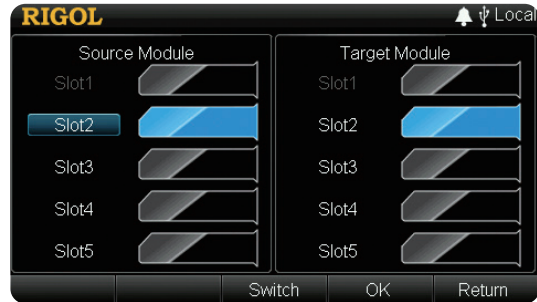 RIGOL Local
Source Module
Slot1
Slot2
Slot3
Slot4
Slot5
Target Module
Slot1
Slot2
Slot3
Slot4
Slot5
Switch OK Return